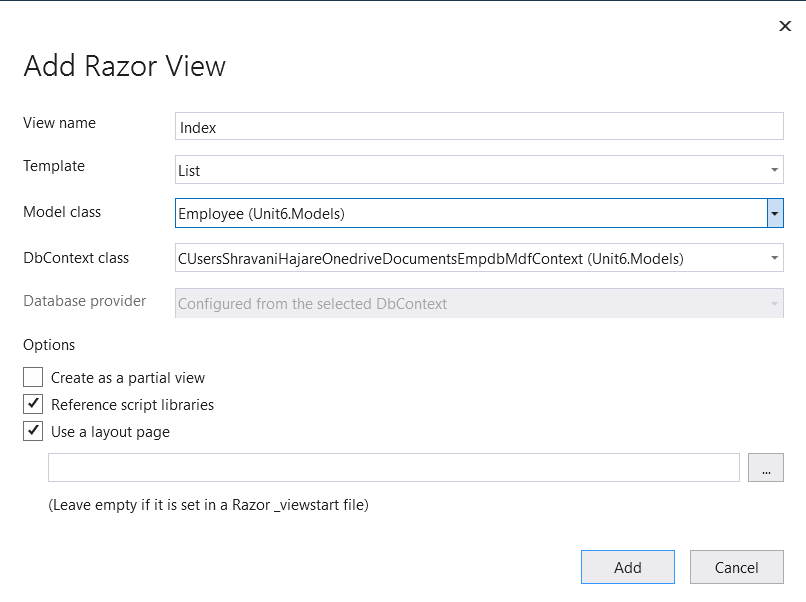 Add Razor View
View name Index
Template List
Model class Employee (Unit6.Models)
DbContext class CUsersShravaniHajareOnedriveDocumentsEmpdbMdfContext (Unit6.Models)
Database provider Configured from the selected DbContext
Options
Create as a partial view
Reference script libraries
Use a layout page
...
(Leave empty if it is set in a Razor _viewstart file)
Add Cancel